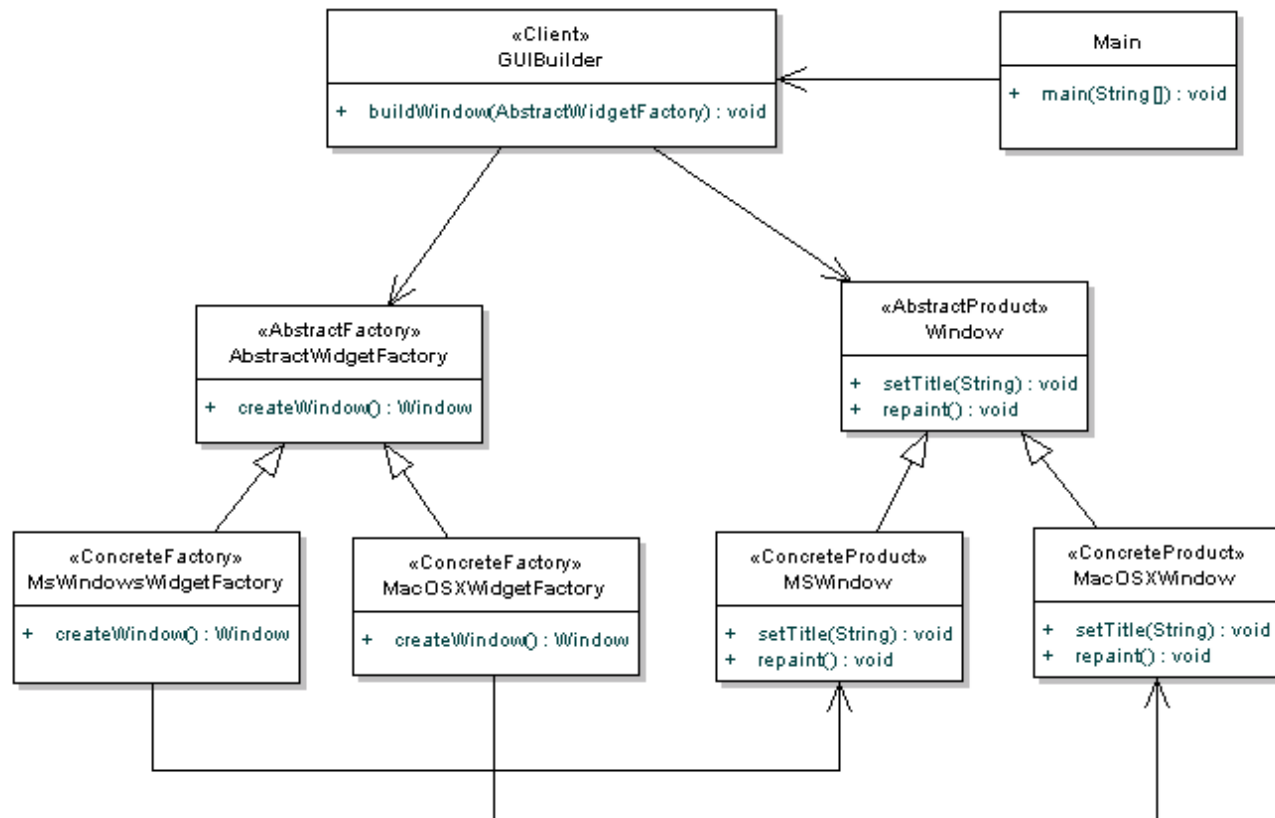 «Client»
GUIBuilder
+ buildWindow(AbstractWidgetFactory) : void
Main
+ main(String[]) : void
«AbstractFactory»
AbstractWidgetFactory
+ createWindow() : Window
«AbstractProduct»
Window
+ setTitle(String) : void
+ repaint() : void
«ConcreteFactory»
MsWindowsWidgetFactory
+ createWindow() : Window
«ConcreteFactory»
MacOSXWidgetFactory
+ createWindow() : Window
«ConcreteProduct»
MSWindow
+ setTitle(String) : void
+ repaint() : void
«ConcreteProduct»
MacOSXWindow
+ setTitle(String) : void
+ repaint() : void